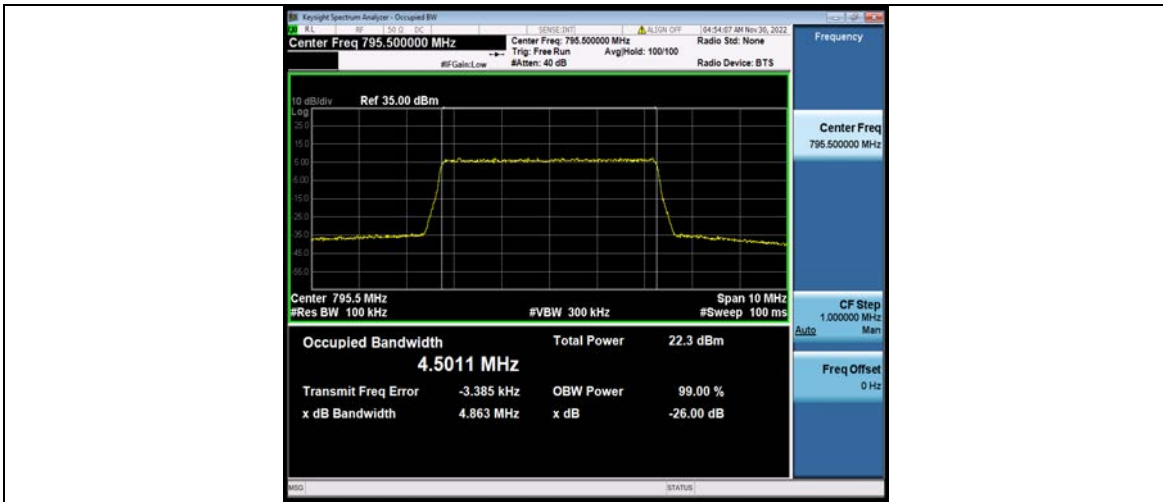 Keysight Spectrum Analyzer - Occupied BW
RL RF 50 Ω DC SENSE:INT ALIGN OFF 04:54:07 AM Nov 30, 2022
Center Freq 795.500000 MHz Center Freq: 795.500000 MHz Radio Std: None Frequency
Trig: Free Run Avg|Hold: 100/100
#IFGain:Low #Atten: 40 dB Radio Device: BTS
10 dB/div Ref 35.00 dBm
Log
25.0
15.0
5.00
-5.00
-15.0
-25.0
-35.0
-45.0
-55.0
Center Freq
795.500000 MHz
Center 795.5 MHz Span 10 MHz
#Res BW 100 kHz #VBW 300 kHz #Sweep 100 ms
CF Step
1.000000 MHz
Auto Man
Occupied Bandwidth Total Power 22.3 dBm
4.5011 MHz
Transmit Freq Error -3.385 kHz OBW Power 99.00 %
x dB Bandwidth 4.863 MHz x dB -26.00 dB
Freq Offset
0 Hz
MSG STATUS